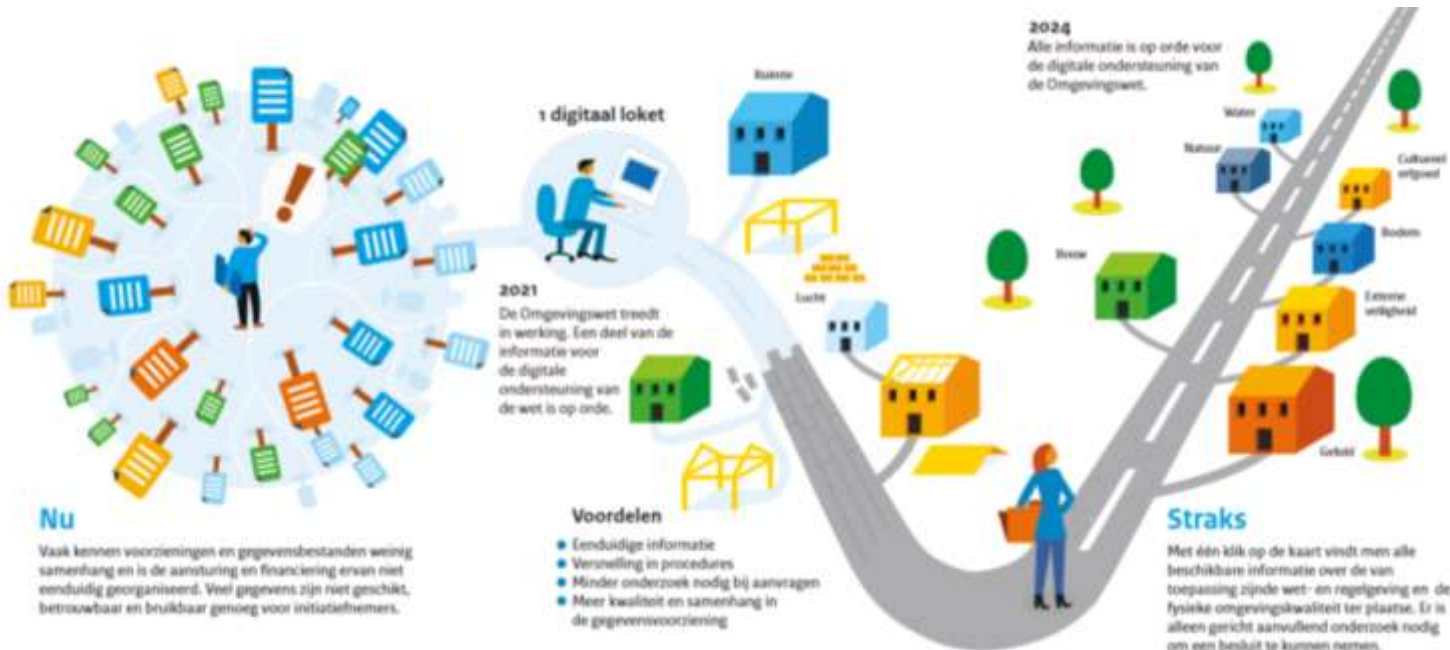 Nu
Vaak kennen voorzieningen en gegevensbestanden weinig
samenhang en is de aansturing en financiering ervan niet
eenduidig georganiseerd. Veel gegevens zijn niet geschikt,
betrouwbaar en bruikbaar genoeg voor initiatiefnemers.
1 digitaal loket
2021
De Omgevingswet treedt
in werking. Een deel van de
informatie voor
de digitale
ondersteuning van
de wet is op orde.
Voordelen
Eenduidige informatie
Versnelling in procedures
Minder onderzoek nodig bij aanvragen
Meer kwaliteit en samenhang in
de gegevensvoorziening
Ruimte
Lucht
2024
Alle informatie is op orde voor
de digitale ondersteuning van
de Omgevingswet.
Water
Natuur
Cultureel
erfgoed
Bodem
Bouw
Externe
veiligheid
Geluid
Straks
Met één klik op de kaart vindt men alle
beschikbare informatie over de van
toepassing zijnde wet- en regelgeving en de
fysieke omgevingskwaliteit ter plaatse. Er is
alleen gericht aanvullend onderzoek nodig
om een besluit te kunnen nemen.